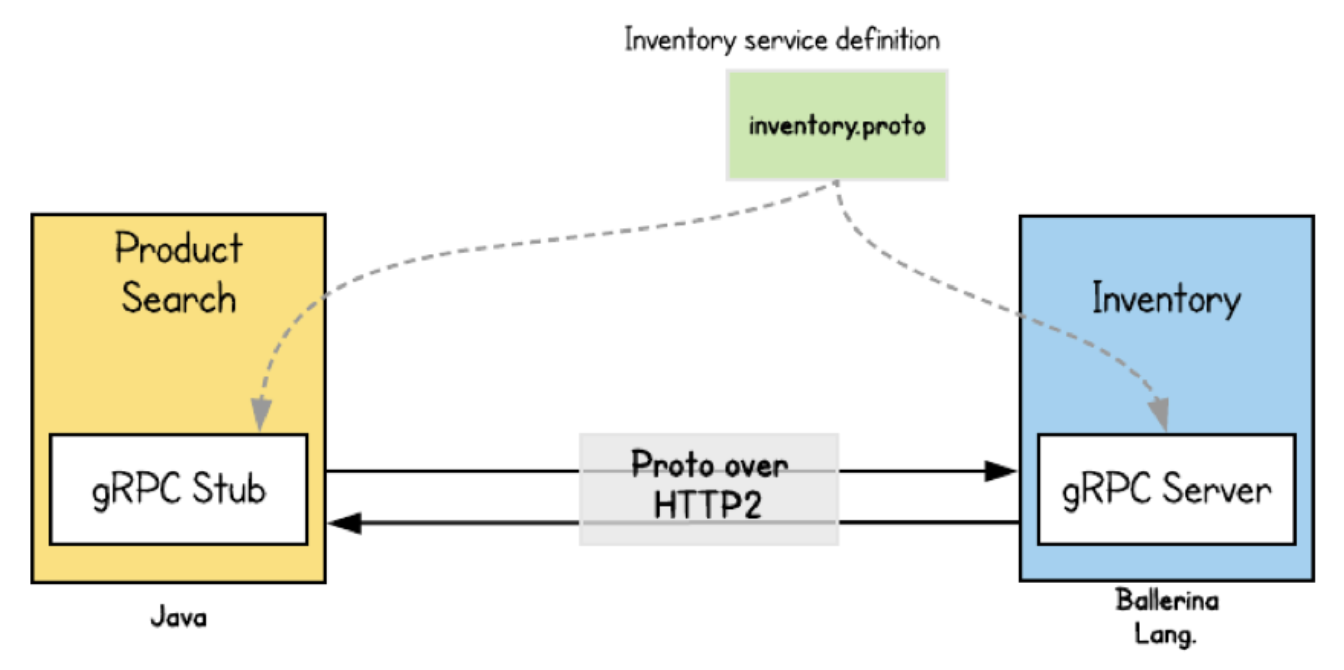 Inventory service definition
inventory.proto
Product
Search
Inventory
gRPC Stub
Proto over
HTTP2
gRPC Server
Java
Ballerina
Lang.